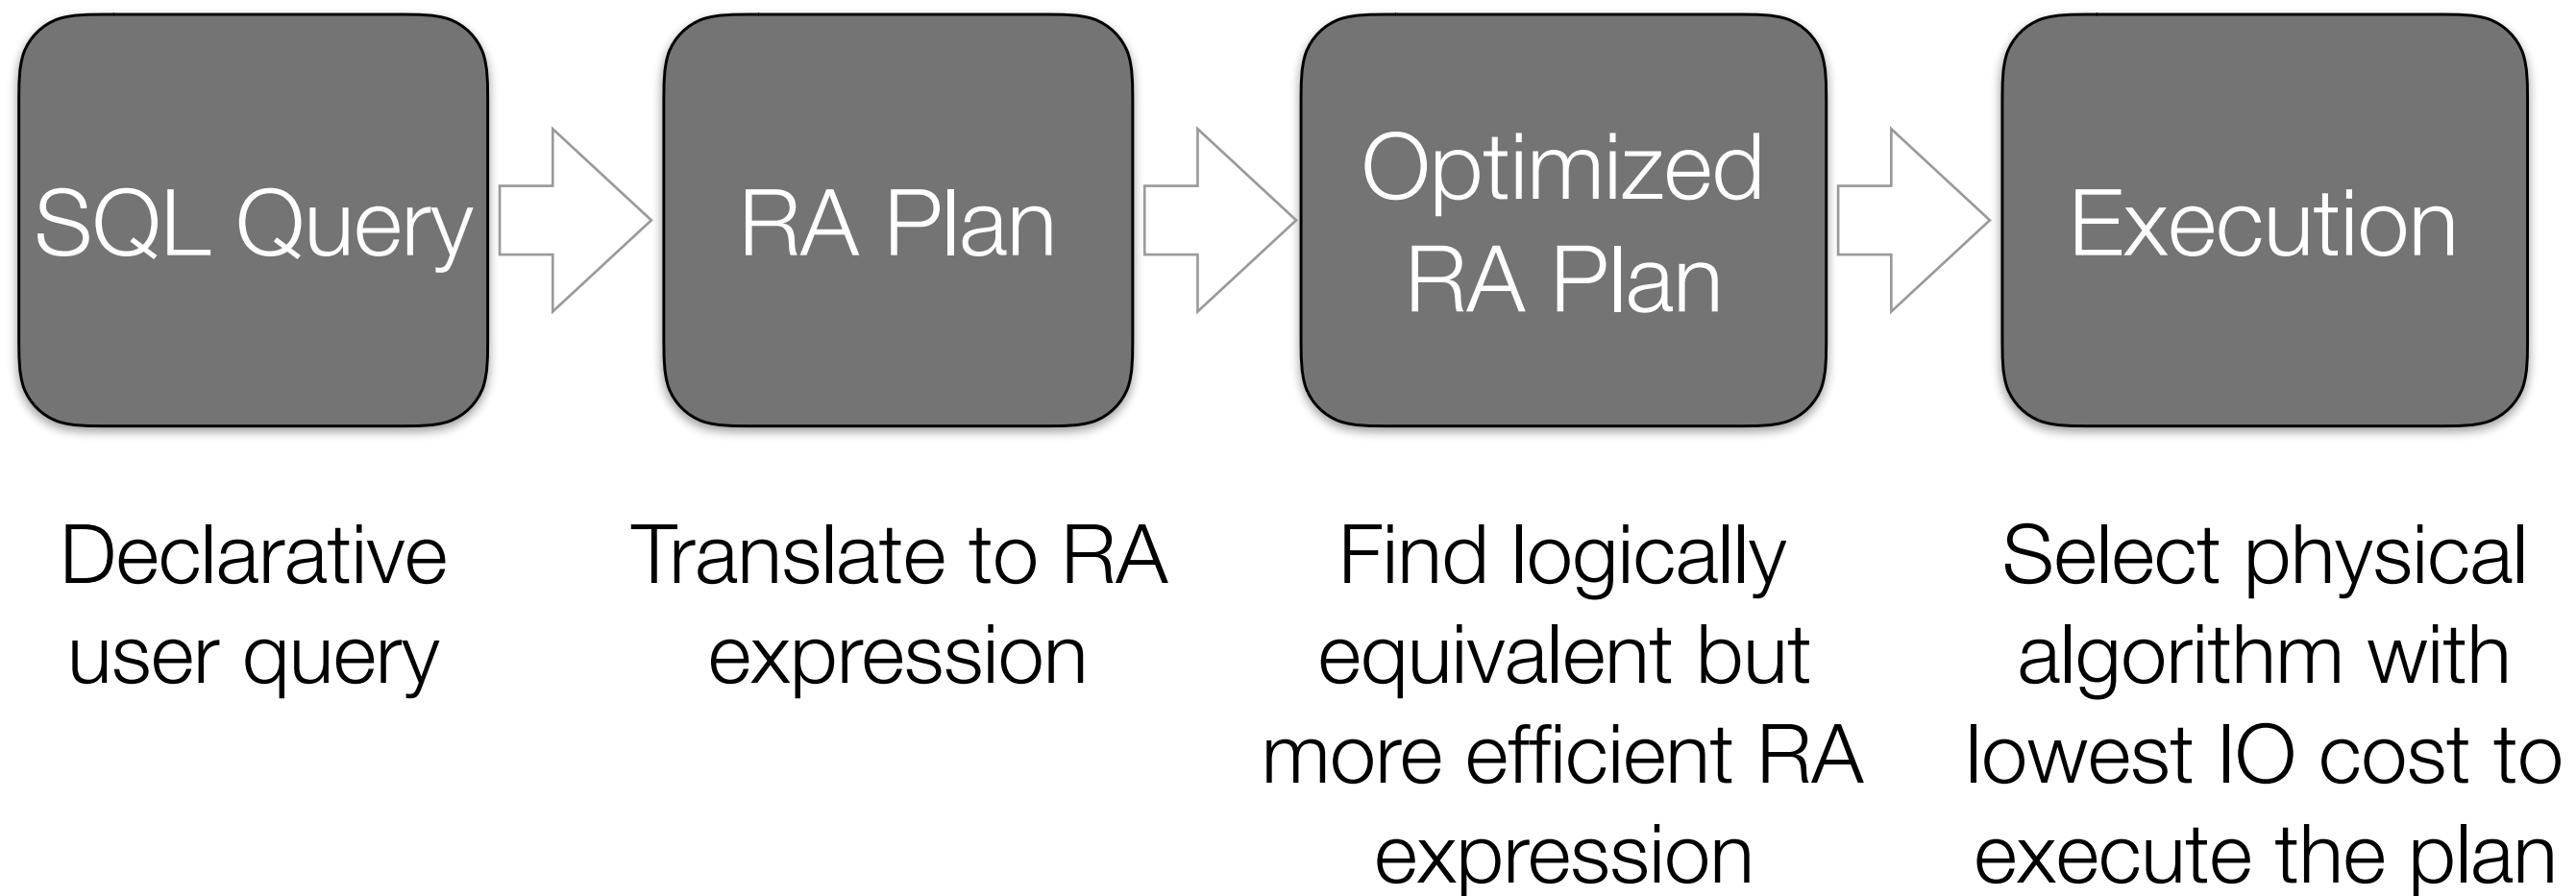 SQL Query
RA Plan
Optimized
RA Plan
Execution
Declarative
user query
Translate to RA
expression
Find logically
equivalent but
more efficient RA
expression
Select physical
algorithm with
lowest IO cost to
execute the plan